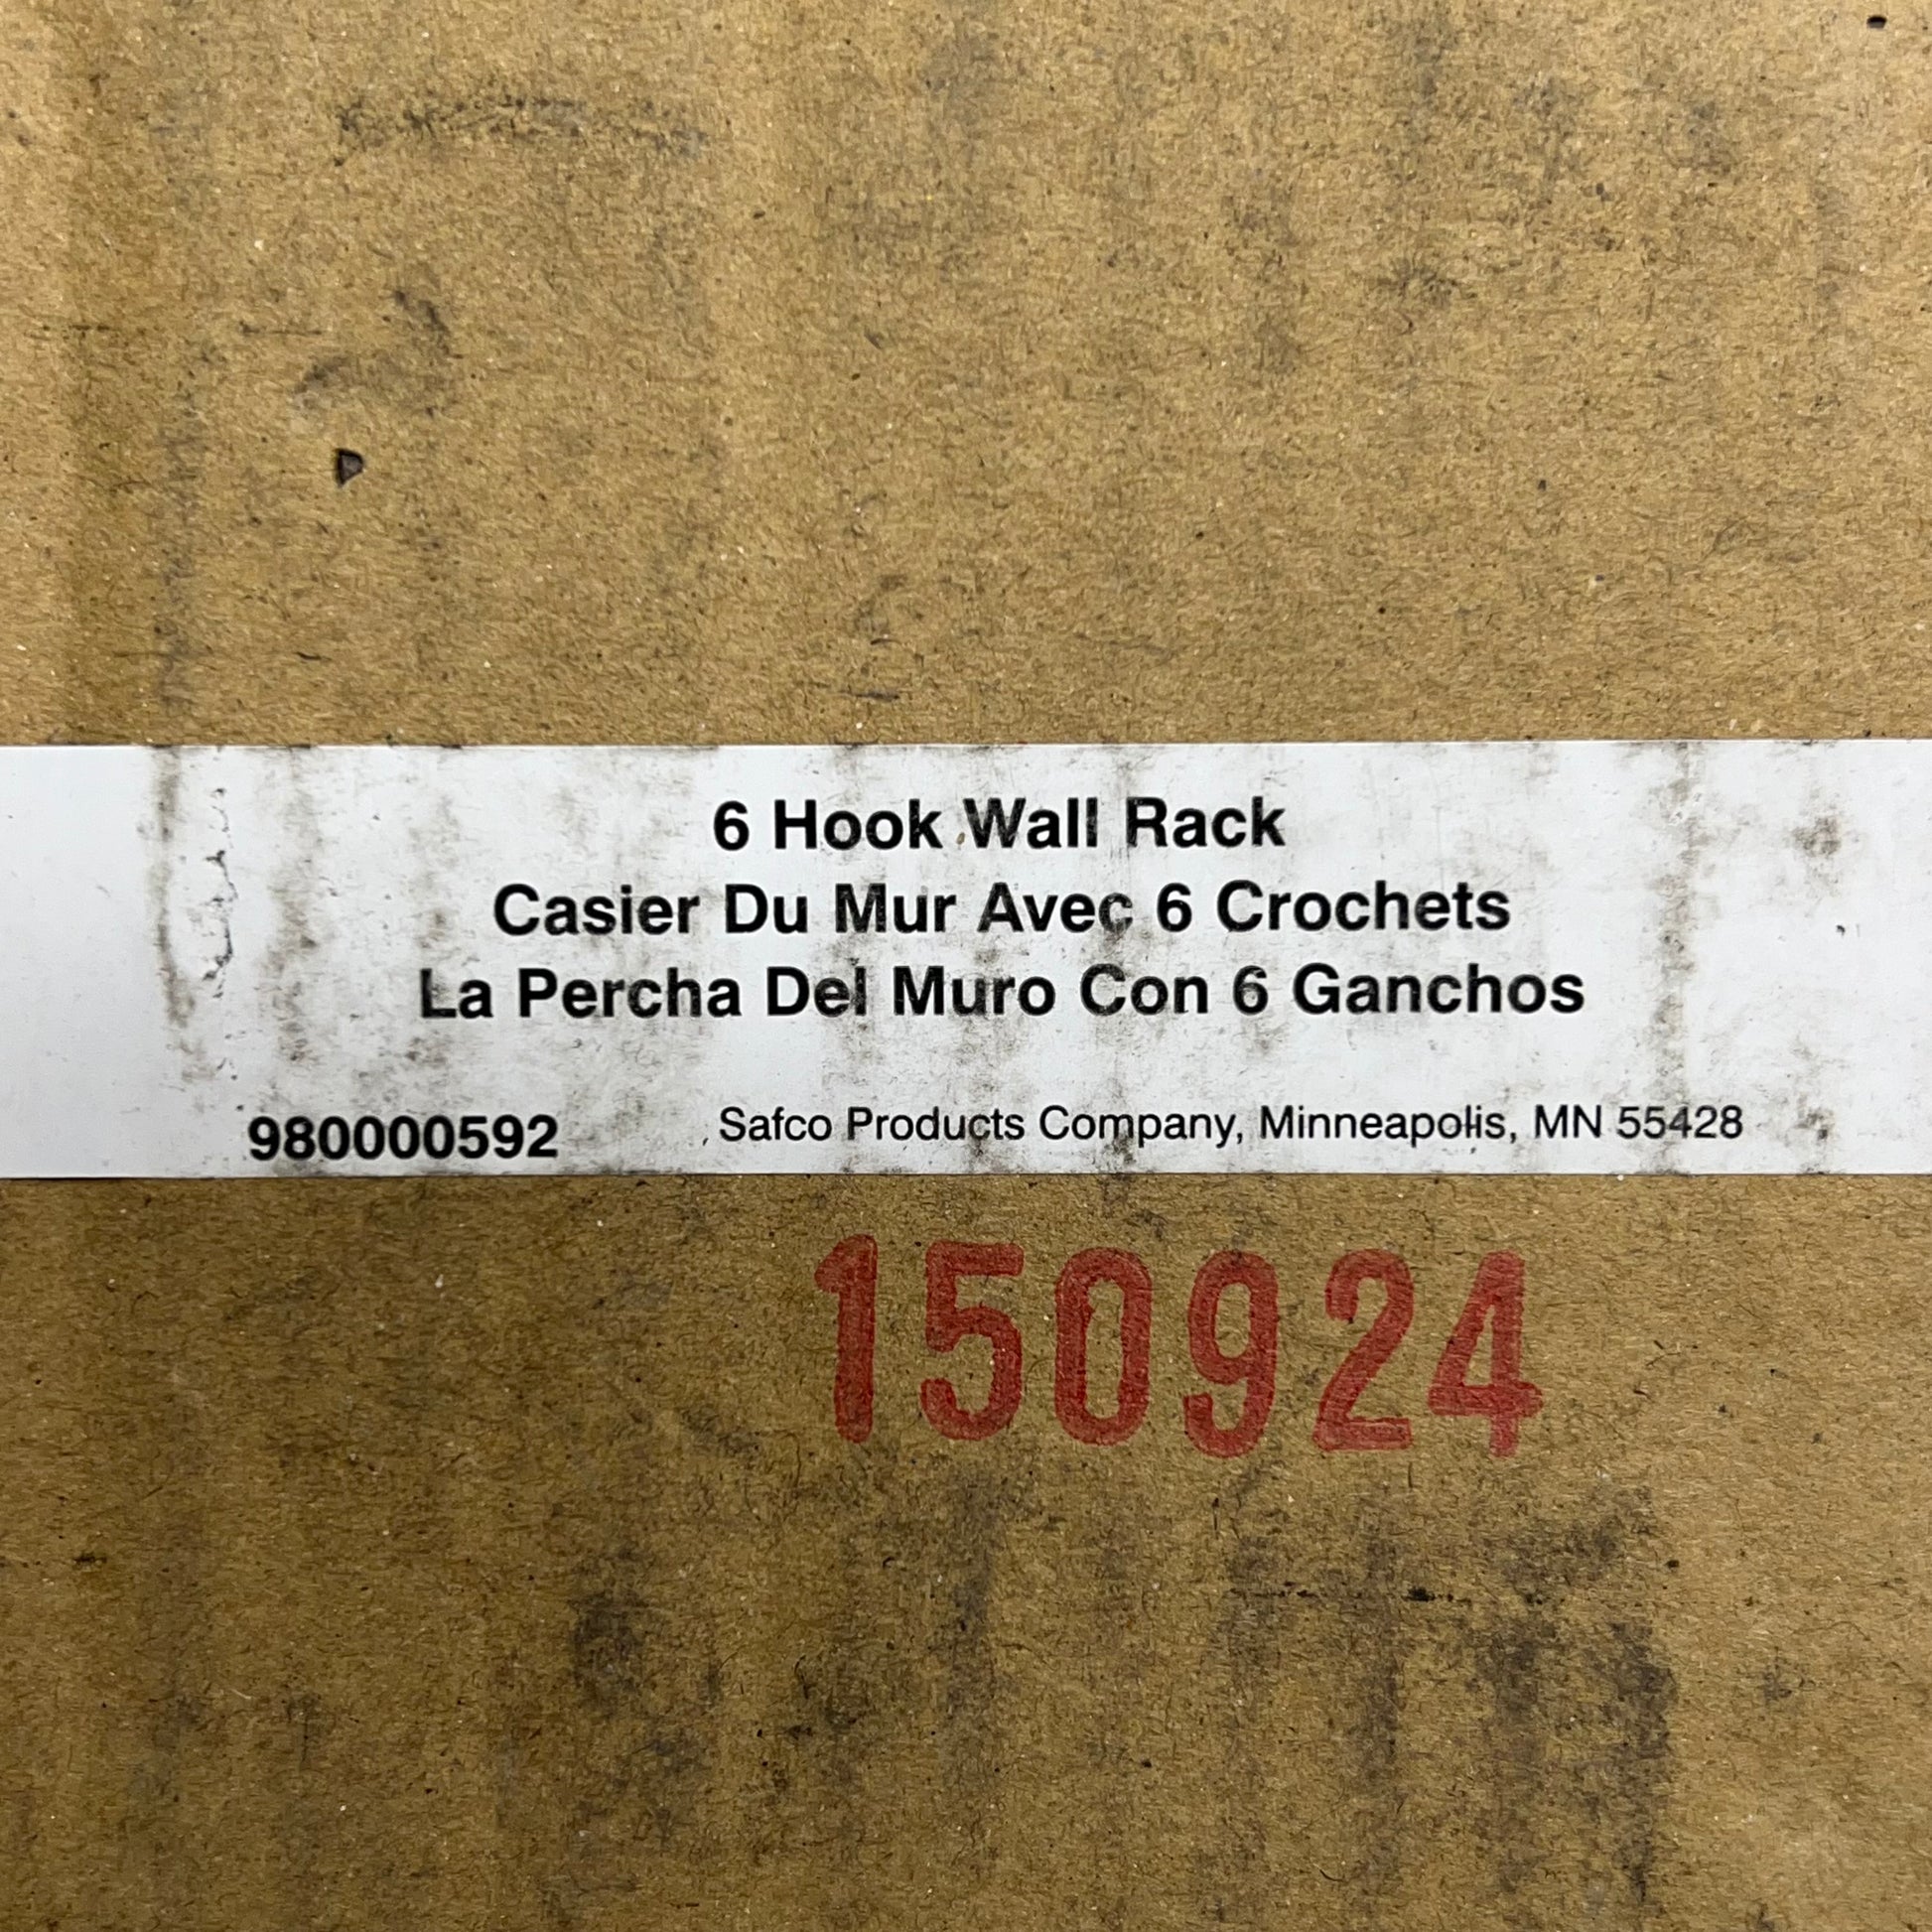 6 Hook Wall Rack
Casier Du Mur Avec 6 Crochets
La Percha Del Muro Con 6 Ganchos
980000592 Safco Products Company, Minneapolis, MN 55428
150924